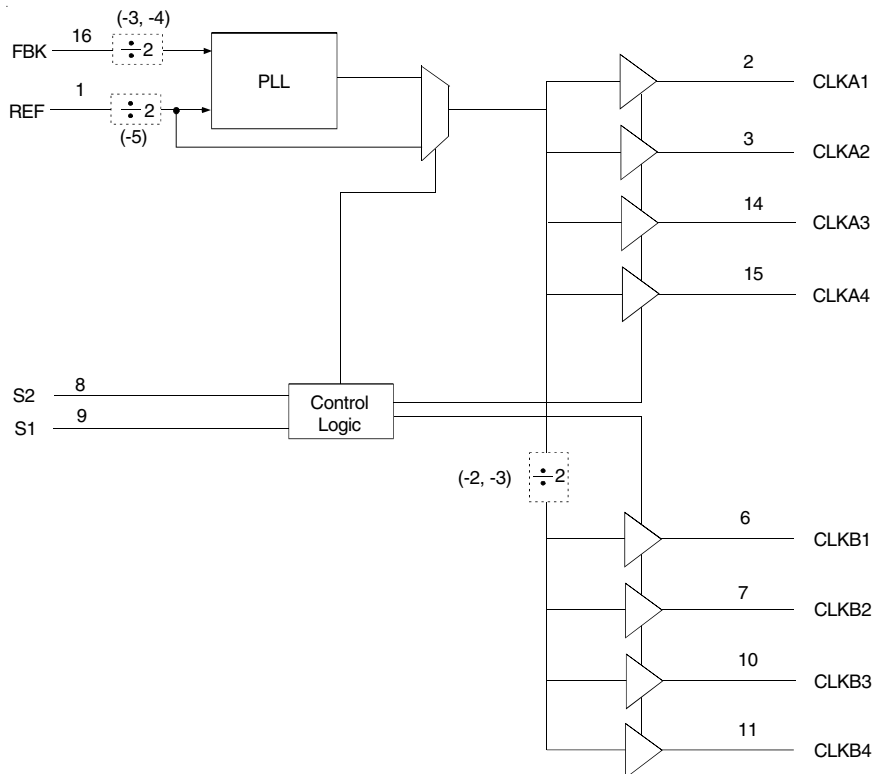 (-3, -4)
FBK 16 ÷2
PLL
REF 1 ÷2
(-5)
2 CLKA1
3 CLKA2
14 CLKA3
15 CLKA4
S2 8
S1 9
Control
Logic
(-2, -3) ÷2
6 CLKB1
7 CLKB2
10 CLKB3
11 CLKB4